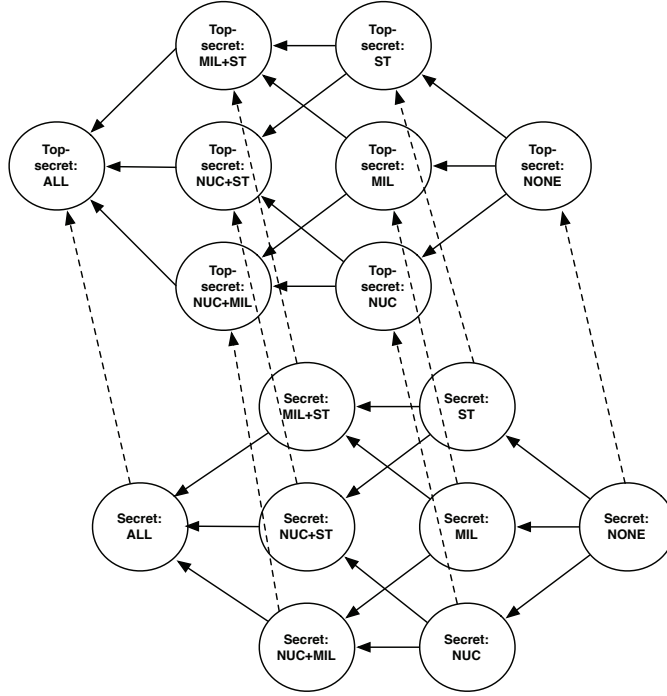 Top-
secret:
MIL+ST
Top-
secret:
ST
Top-
secret:
ALL
Top-
secret:
NUC+ST
Top-
secret:
MIL
Top-
secret:
NONE
Top-
secret:
NUC+MIL
Top-
secret:
NUC
Secret:
MIL+ST
Secret:
ST
Secret:
ALL
Secret:
NUC+ST
Secret:
MIL
Secret:
NONE
Secret:
NUC+MIL
Secret:
NUC